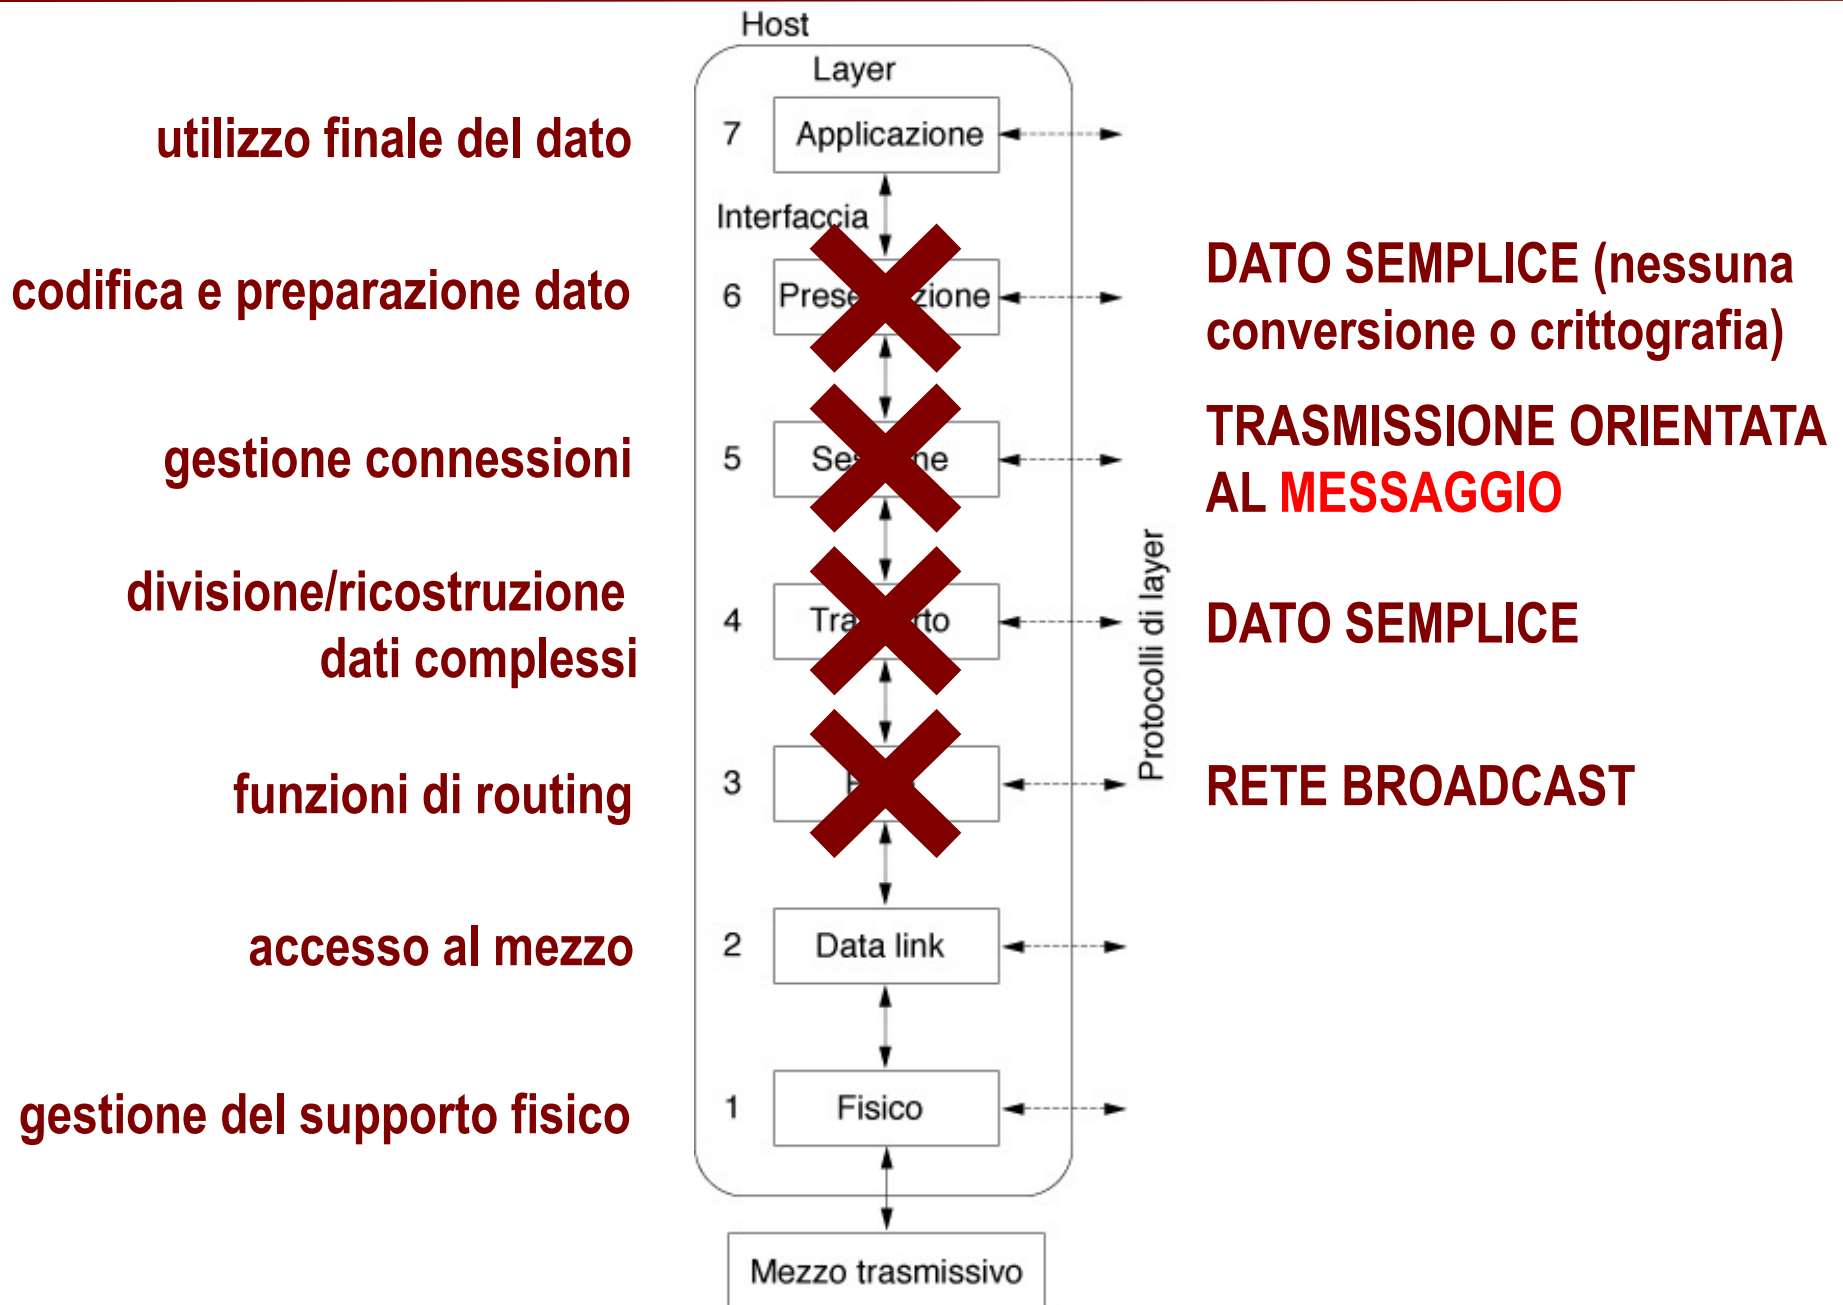 Host
Layer
utilizzo finale del dato
7
Applicazione
Interfaccia
codifica e preparazione dato
6
DATO SEMPLICE (nessuna
conversione o crittografia)
gestione connessioni
5
TRASMISSIONE ORIENTATA
AL MESSAGGIO
divisione/ricostruzione
dati complessi
4
Protocolli di layer
DATO SEMPLICE
funzioni di routing
3
RETE BROADCAST
accesso al mezzo
2
Data link
gestione del supporto fisico
1
Fisico
Mezzo trasmissivo